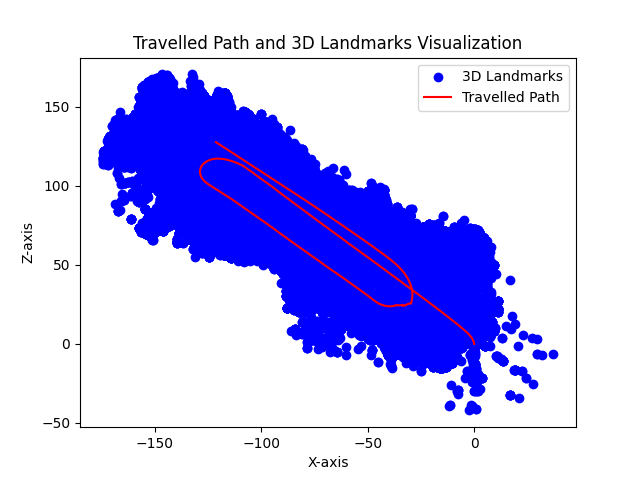 Travelled Path and 3D Landmarks Visualization
3D Landmarks
Travelled Path
150
100
50
0
−50
Z-axis
−150
−100
−50
0
X-axis